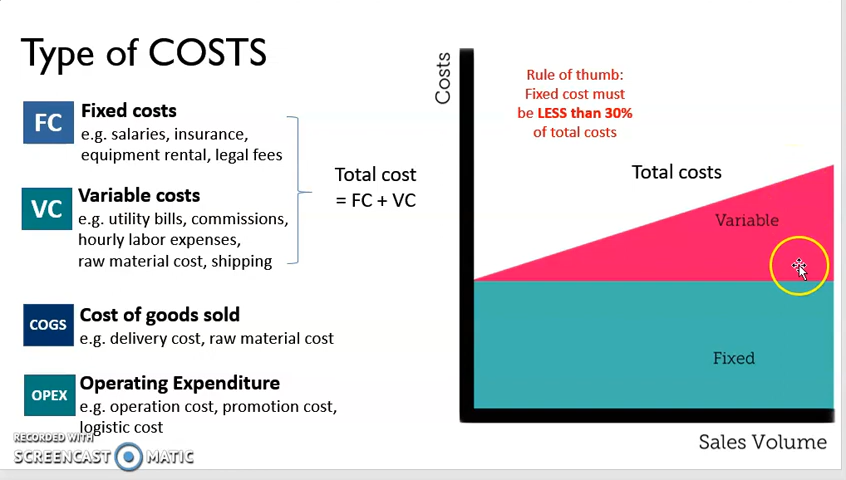 Type of COSTS
FC
Fixed costs
e.g. salaries, insurance,
equipment rental, legal fees
VC
Variable costs
e.g. utility bills, commissions,
hourly labor expenses,
raw material cost, shipping
Total cost
= FC + VC
COGS
Cost of goods sold
e.g. delivery cost, raw material cost
OPEX
Operating Expenditure
e.g. operation cost, promotion cost,
logistic cost
Costs
Rule of thumb:
Fixed cost must
be LESS than 30%
of total costs
Total costs
Variable
Fixed
Sales Volume
RECORDED WITH
SCREENCAST MATIC